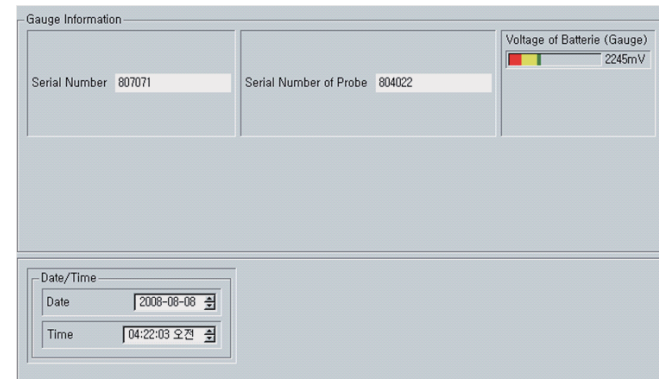 Gauge Information
Voltage of Batterie (Gauge)
2245mV
Serial Number 807071
Serial Number of Probe 804022
Date/Time
Date 2008-08-08
Time 04:22:03 오전